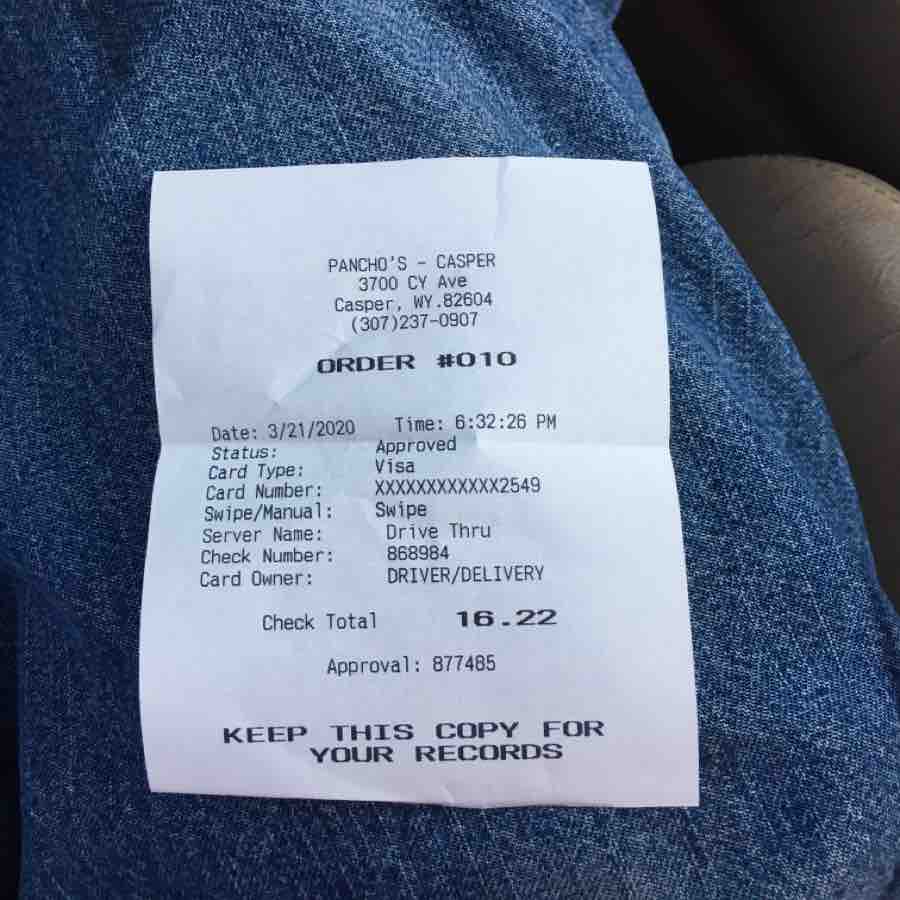 PANCHO'S - CASPER
3700 CY Ave
Casper, WY.82604
(307)237-0907
ORDER #010
Date: 3/21/2020 Time: 6:32:26 PM
Status: Approved
Card Type: Visa
Card Number: XXXXXXXXXXXX2549
Swipe/Manual: Swipe
Server Name: Drive Thru
Check Number: 868984
Card Owner: DRIVER/DELIVERY
Check Total 16.22
Approval: 877485
KEEP THIS COPY FOR
YOUR RECORDS